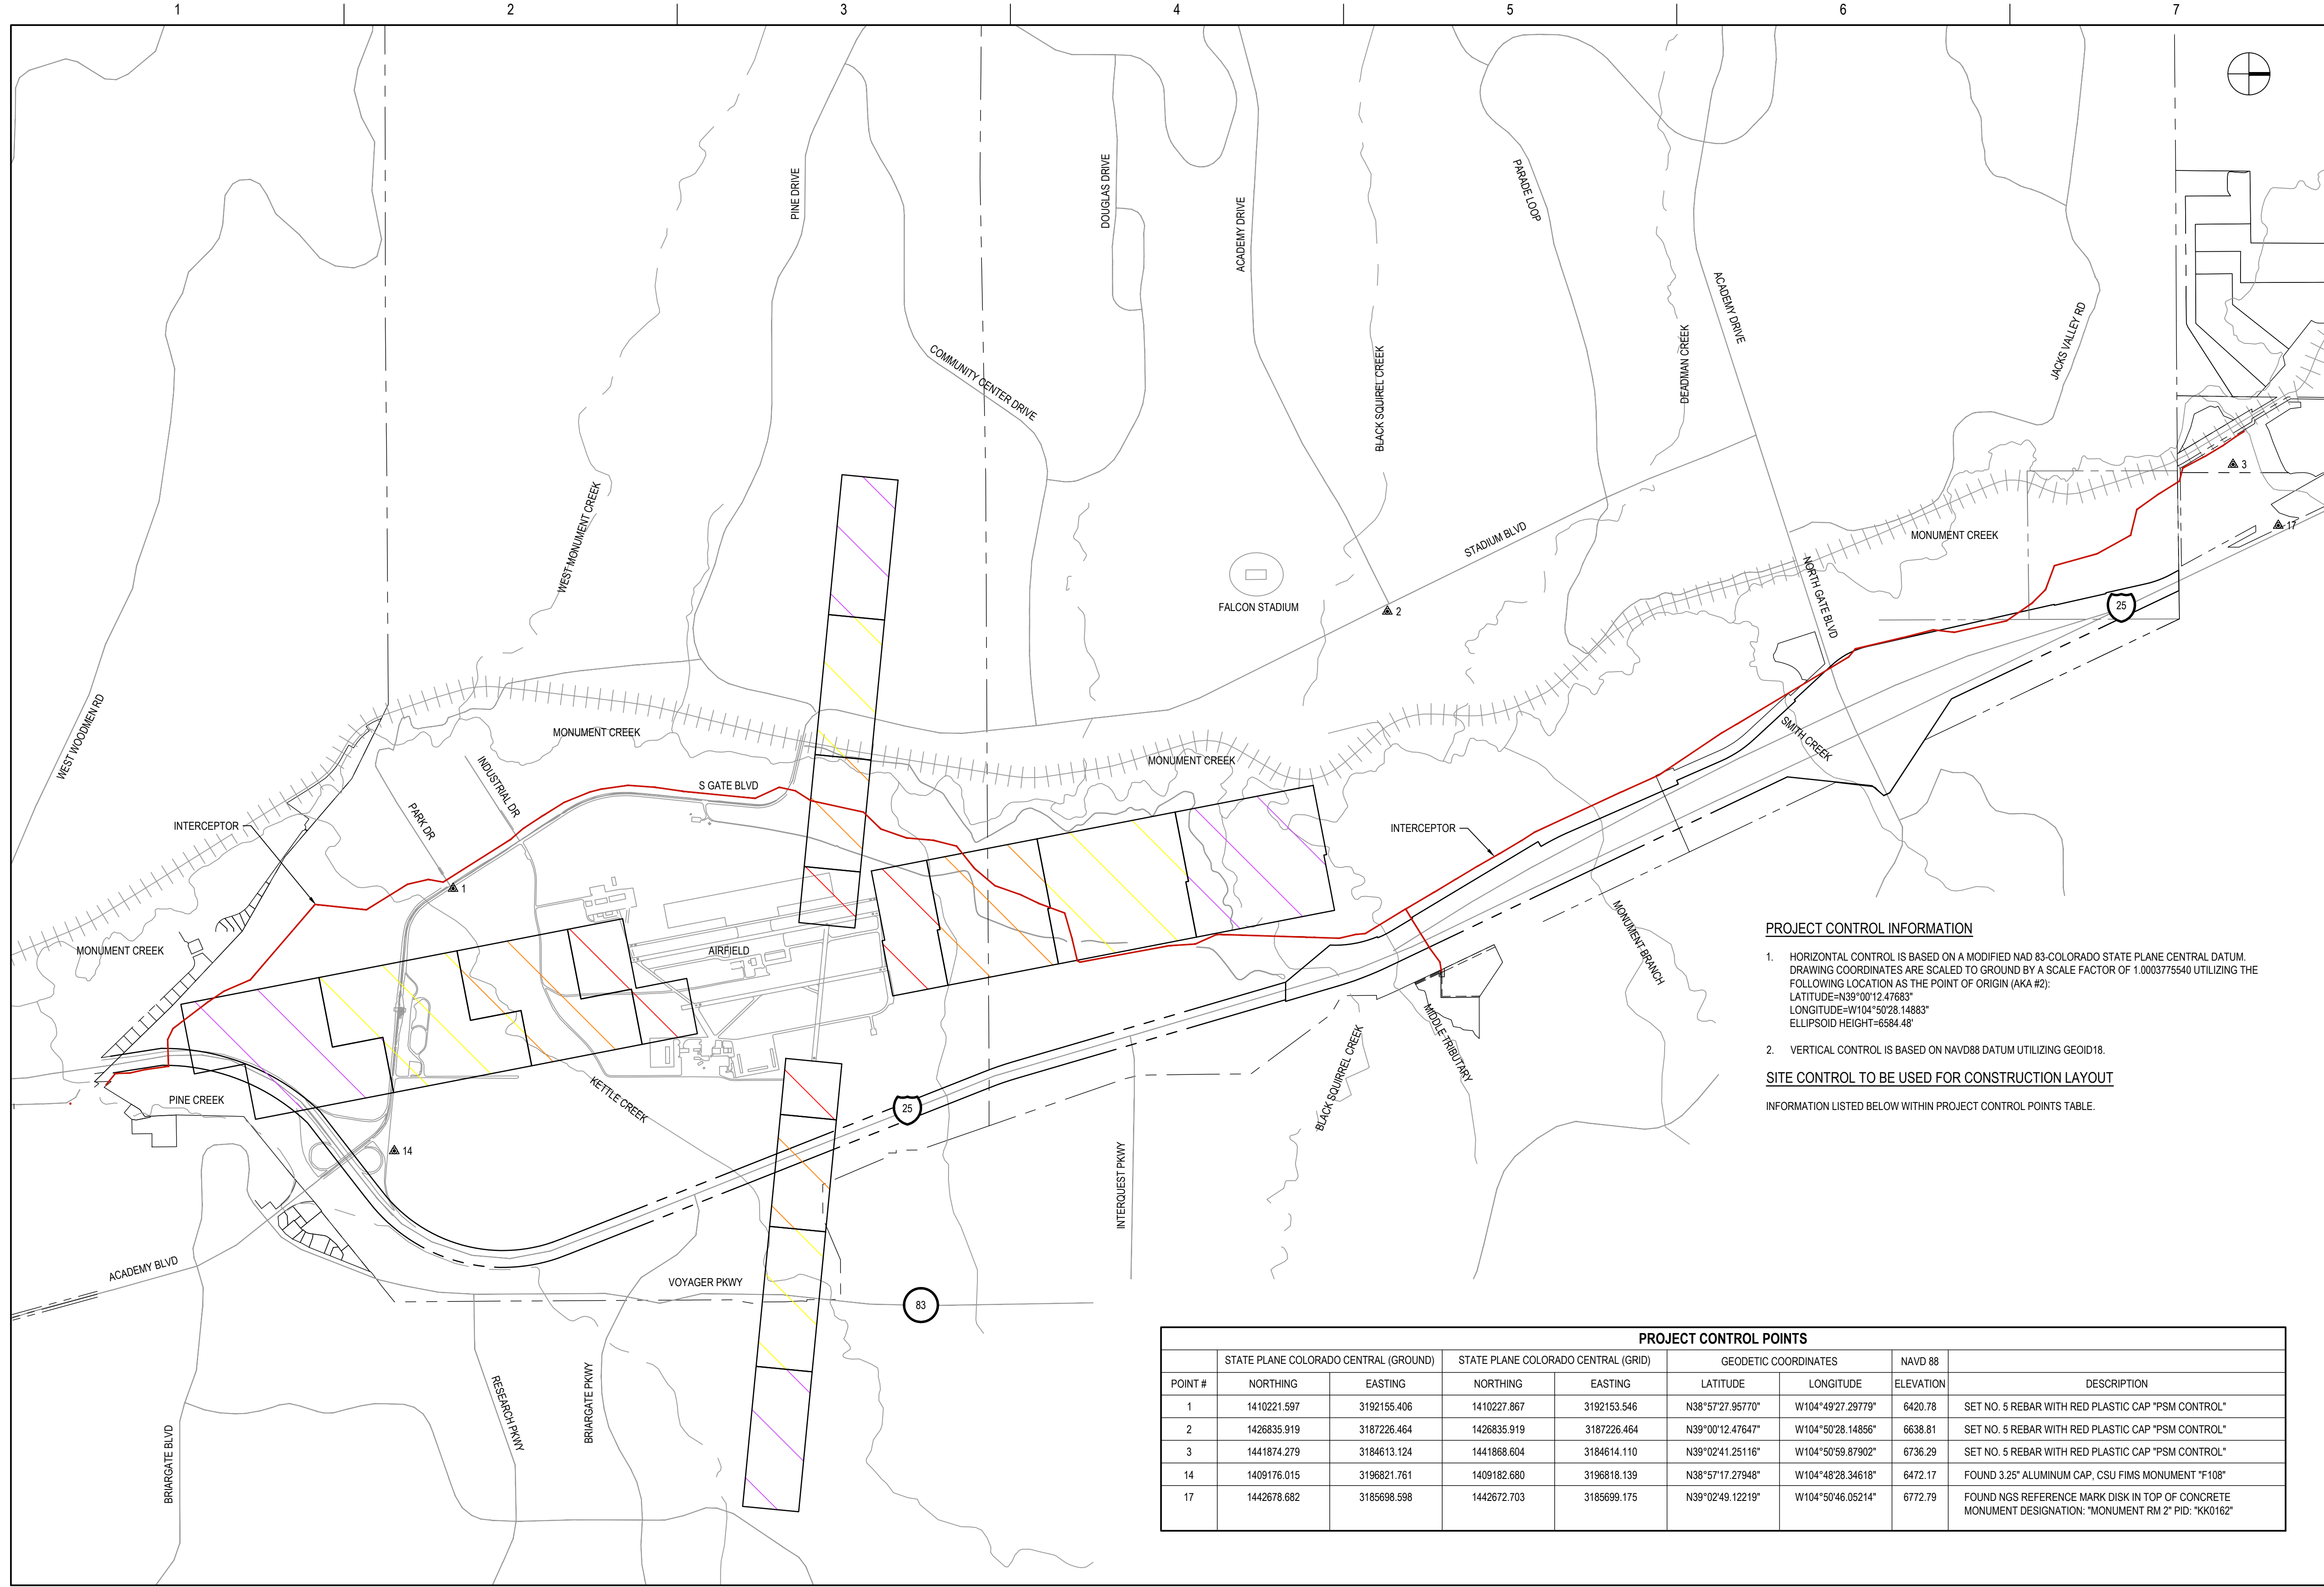 1 2 3 4 5 6 7
PINE DRIVE
DOUGLAS DRIVE
ACADEMY DRIVE
PARADE LOOP
ACADEMY DRIVE
COMMUNITY CENTER DRIVE
BLACK SQUIREL CREEK
DEADMAN CREEK
JACKS VALLEY RD
WEST MONUMENT CREEK
STADIUM BLVD
3
17
MONUMENT CREEK
NORTH GATE BLVD
FALCON STADIUM
2
25
WEST WOODMEN RD
MONUMENT CREEK
SMITH CREEK
MONUMENT CREEK
INDUSTRIAL DR
S GATE BLVD
PARK DR
INTERCEPTOR
INTERCEPTOR
1
MONUMENT CREEK
AIRFIELD
MONUMENT BRANCH
MIDDLE TRIBUTARY
BLACK SQUIRREL CREEK
PINE CREEK
KETTLE CREEK
25
14
INTERQUEST PKWY
ACADEMY BLVD
VOYAGER PKWY
83
BRIARGATE BLVD
RESEARCH PKWY
BRIARGATE PKWY
PROJECT CONTROL INFORMATION
1. HORIZONTAL CONTROL IS BASED ON A MODIFIED NAD 83-COLORADO STATE PLANE CENTRAL DATUM.
DRAWING COORDINATES ARE SCALED TO GROUND BY A SCALE FACTOR OF 1.0003775540 UTILIZING THE
FOLLOWING LOCATION AS THE POINT OF ORIGIN (AKA #2):
LATITUDE=N39°00'12.47683"
LONGITUDE=W104°50'28.14883"
ELLIPSOID HEIGHT=6584.48'
2. VERTICAL CONTROL IS BASED ON NAVD88 DATUM UTILIZING GEOID18.
SITE CONTROL TO BE USED FOR CONSTRUCTION LAYOUT
INFORMATION LISTED BELOW WITHIN PROJECT CONTROL POINTS TABLE.
PROJECT CONTROL POINTS
STATE PLANE COLORADO CENTRAL (GROUND) STATE PLANE COLORADO CENTRAL (GRID) GEODETIC COORDINATES NAVD 88
POINT # NORTHING EASTING NORTHING EASTING LATITUDE LONGITUDE ELEVATION DESCRIPTION
1 1410221.597 3192155.406 1410227.867 3192153.546 N38°57'27.95770" W104°49'27.29779" 6420.78 SET NO. 5 REBAR WITH RED PLASTIC CAP "PSM CONTROL"
2 1426835.919 3187226.464 1426835.919 3187226.464 N39°00'12.47647" W104°50'28.14856" 6638.81 SET NO. 5 REBAR WITH RED PLASTIC CAP "PSM CONTROL"
3 1441874.279 3184613.124 1441868.604 3184614.110 N39°02'41.25116" W104°50'59.87902" 6736.29 SET NO. 5 REBAR WITH RED PLASTIC CAP "PSM CONTROL"
14 1409176.015 3196821.761 1409182.680 3196818.139 N38°57'17.27948" W104°48'28.34618" 6472.17 FOUND 3.25" ALUMINUM CAP, CSU FIMS MONUMENT "F108"
17 1442678.682 3185698.598 1442672.703 3185699.175 N39°02'49.12219" W104°50'46.05214" 6772.79 FOUND NGS REFERENCE MARK DISK IN TOP OF CONCRETE
MONUMENT DESIGNATION: "MONUMENT RM 2" PID: "KK0162"